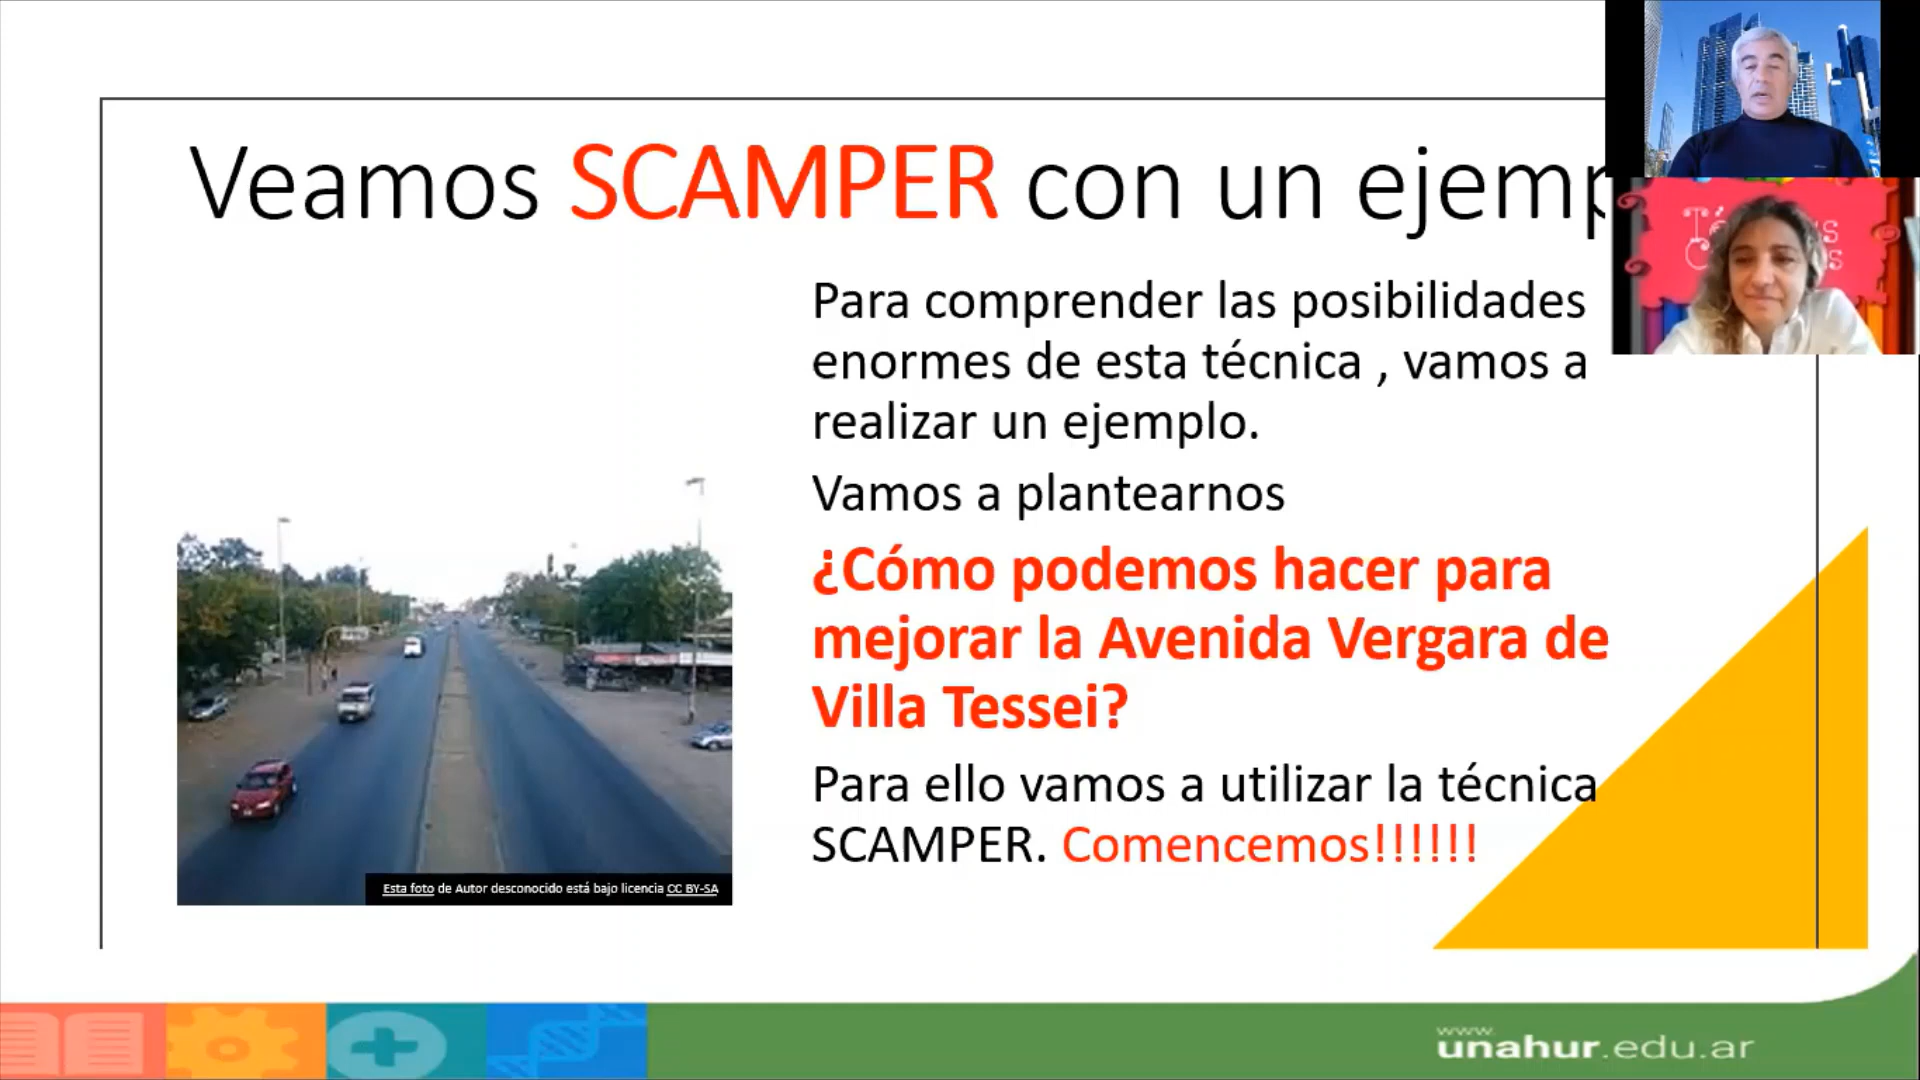 Veamos SCAMPER con un ejemp
Para comprender las posibilidades
enormes de esta técnica , vamos a
realizar un ejemplo.
Vamos a plantearnos
¿Cómo podemos hacer para
mejorar la Avenida Vergara de
Villa Tessei?
Para ello vamos a utilizar la técnica
SCAMPER. Comencemos!!!!!!
Esta foto de Autor desconocido está bajo licencia CC BY-SA
www.
unahur.edu.ar